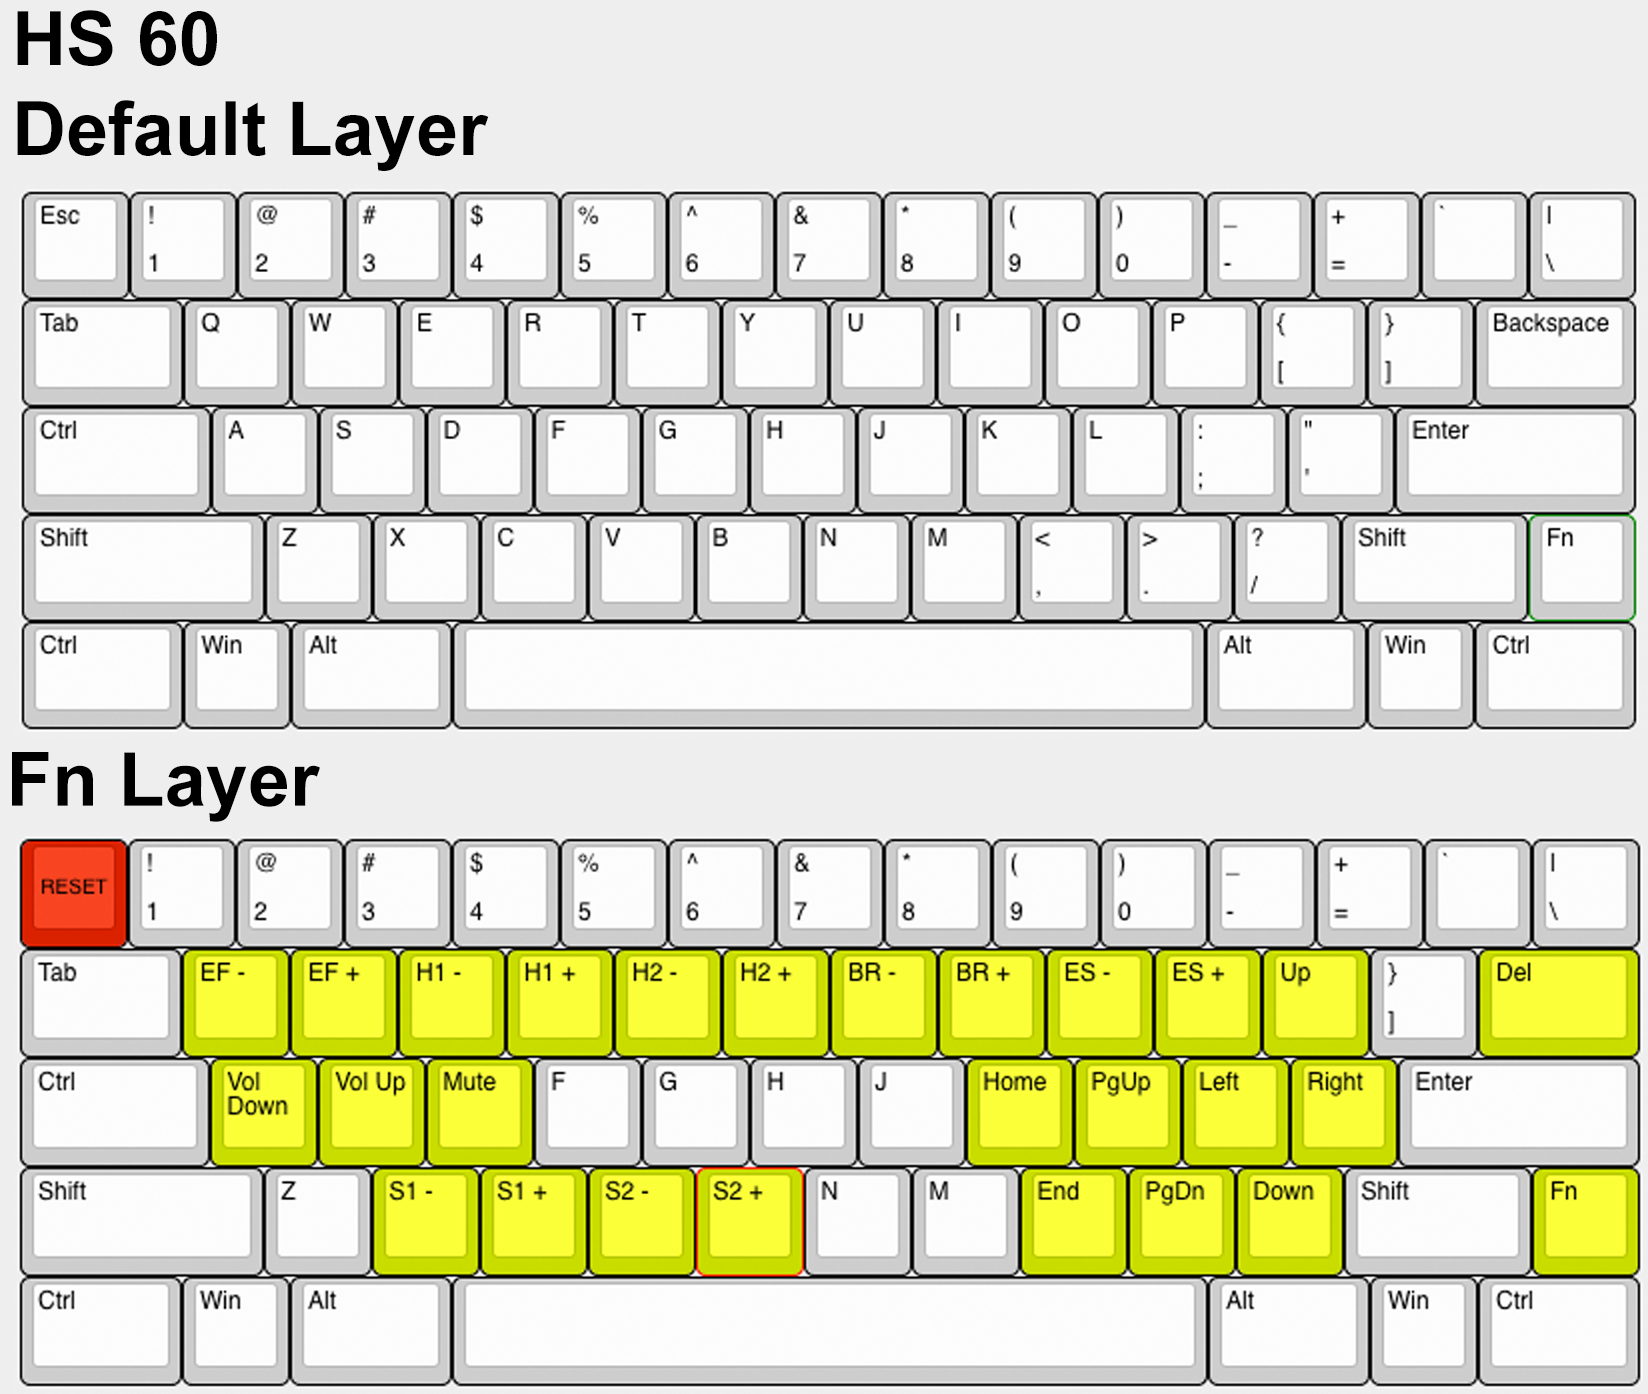 HS 60
Default Layer
Esc ! @ # $ % ^ & * ( ) _ + ` |
1 2 3 4 5 6 7 8 9 0 - = \
Tab Q W E R T Y U I O P { } Backspace
[ ]
Ctrl A S D F G H J K L : " Enter
; '
Shift Z X C V B N M < > ? Shift Fn
, . /
Ctrl Win Alt Alt Win Ctrl
Fn Layer
RESET ! @ # $ % ^ & * ( ) _ + ` |
1 2 3 4 5 6 7 8 9 0 - = \
Tab EF - EF + H1 - H1 + H2 - H2 + BR - BR + ES - ES + Up } Del
]
Ctrl Vol Vol Up Mute F G H J Home PgUp Left Right Enter
Down
Shift Z S1 - S1 + S2 - S2 + N M End PgDn Down Shift Fn
Ctrl Win Alt Alt Win Ctrl